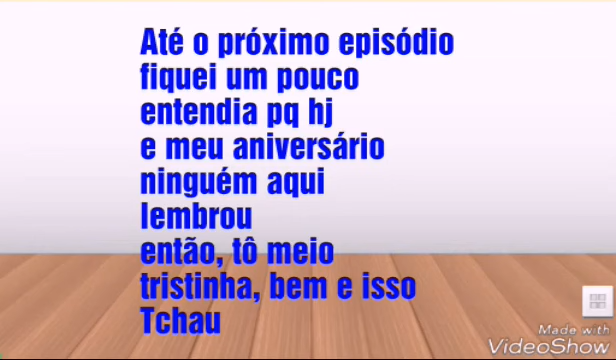 Até o próximo episódio
fiquei um pouco
entendia pq hj
e meu aniversário
ninguém aqui
lembrou
então, tô meio
tristinha, bem e isso
Tchau
Made with
VideoShow